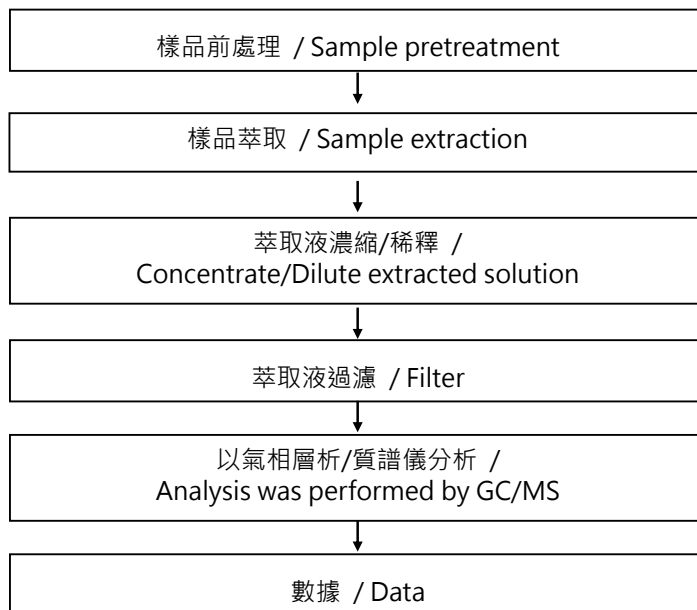 樣品前處理 / Sample pretreatment
樣品萃取 / Sample extraction
萃取液濃縮/稀釋 /
Concentrate/Dilute extracted solution
萃取液過濾 / Filter
以氣相層析/質譜儀分析 /
Analysis was performed by GC/MS
數據 / Data